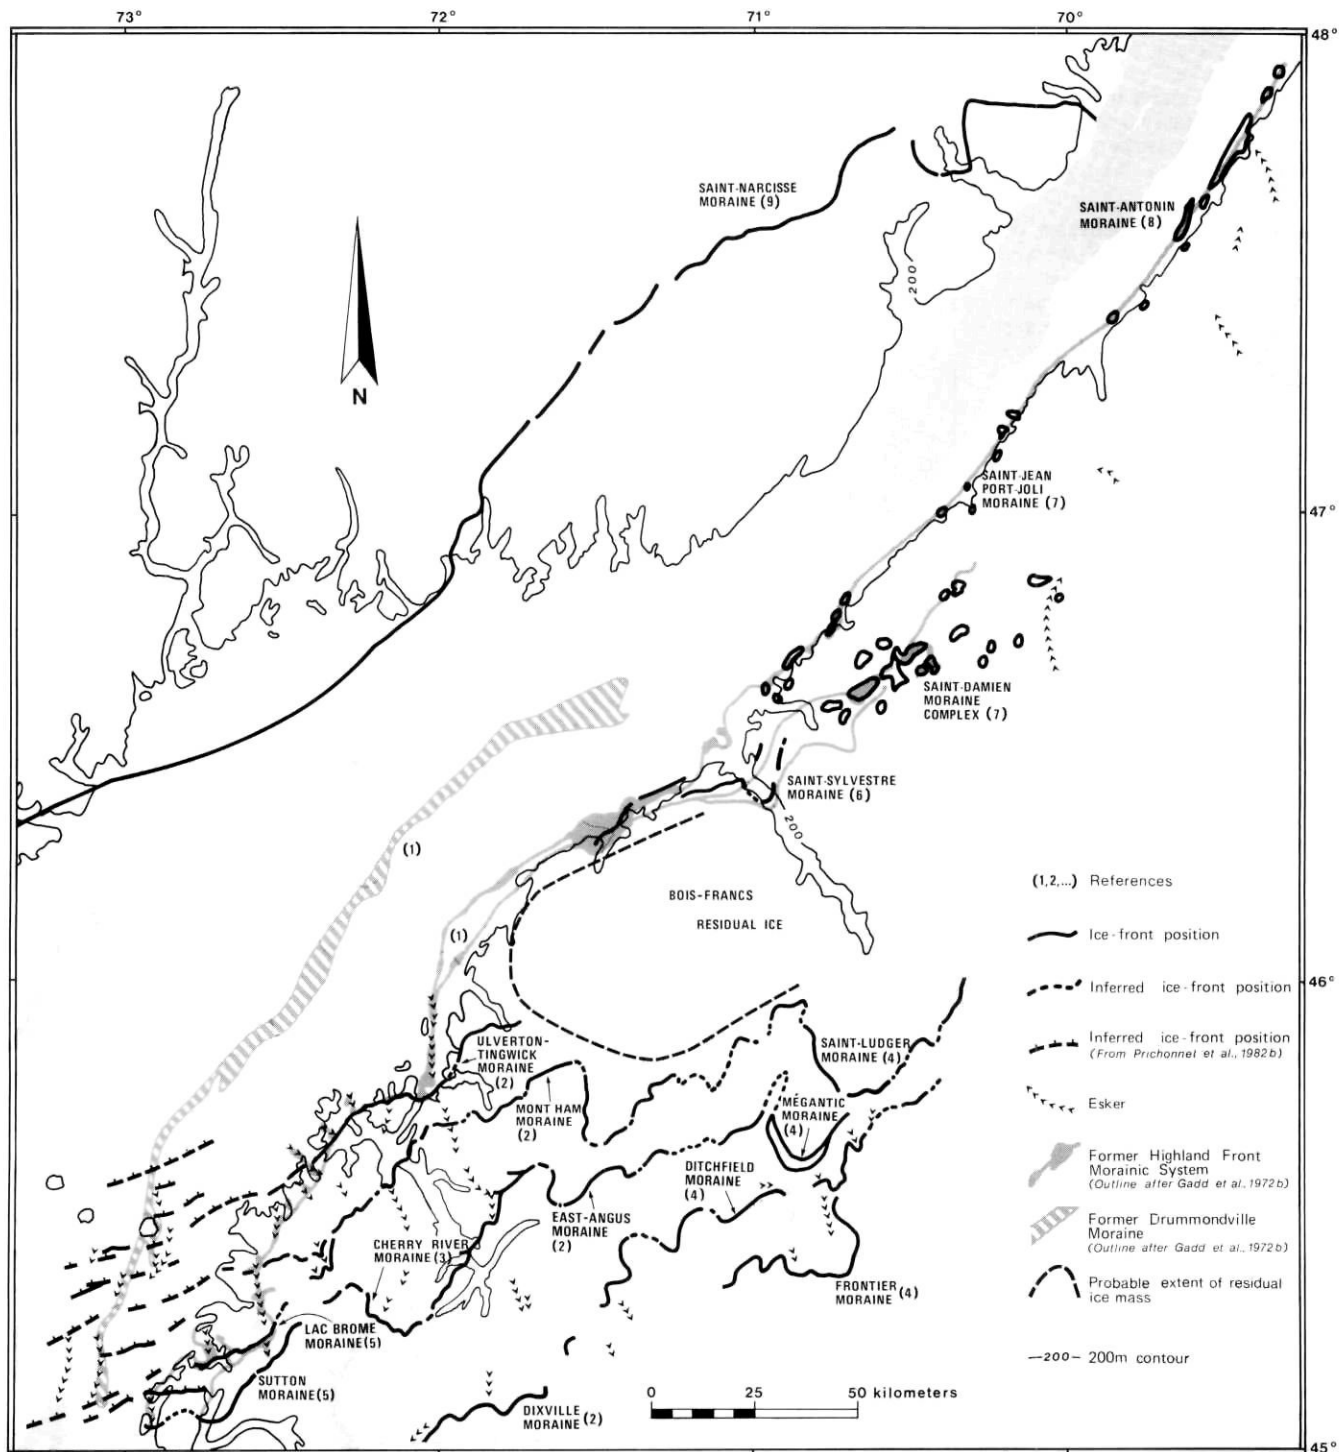 73°
72°
71°
70°
48°
SAINT-NARCISSE
MORAINE (9)
SAINT-ANTONIN
MORAINE (8)
200
N
SAINT-JEAN
PORT-JOLI
MORAINE (7)
47°
SAINT-DAMIEN
MORAINE
COMPLEX (7)
SAINT-SYLVESTRE
MORAINE (6)
200
(1)
BOIS-FRANCS
RESIDUAL ICE
(1)
46°
ULVERTON-
TINGWICK
MORAINE
(2)
MONT HAM
MORAINE
(2)
SAINT-LUDGER
MORAINE (4)
MÉGANTIC
MORAINE
(4)
DITCHFIELD
MORAINE
(4)
EAST-ANGUS
MORAINE
(2)
CHERRY RIVER
MORAINE (3)
FRONTIER
MORAINE (4)
LAC BROME
MORAINE (5)
SUTTON
MORAINE (5)
DIXVILLE
MORAINE (2)
(1,2,...) References
Ice-front position
Inferred ice-front position
Inferred ice-front position
(From Prichonnel et al., 1982b)
Esker
Former Highland Front
Morainic System
(Outline after Gadd et al., 1972b)
Former Drummondville
Moraine
(Outline after Gadd et al., 1972b)
Probable extent of residual
ice mass
—200— 200m contour
0 25 50 kilometers
45°